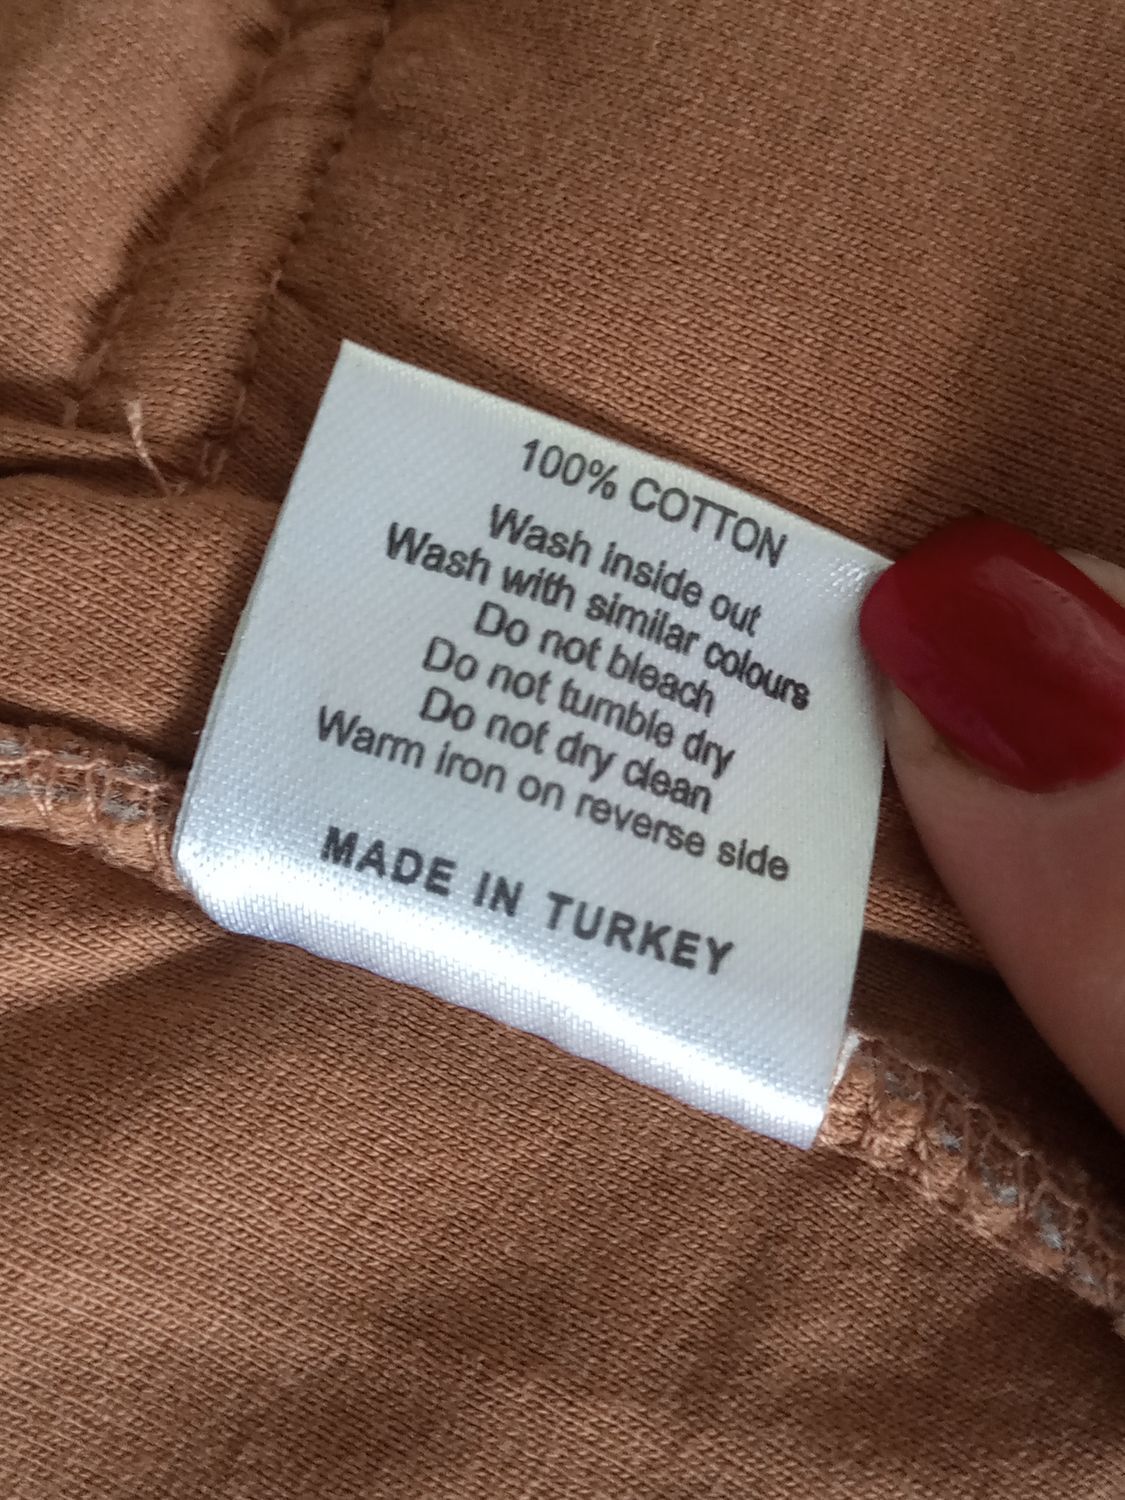 100% COTTON
Wash inside out
Wash with similar colours
Do not bleach
Do not tumble dry
Do not dry clean
Warm iron on reverse side
MADE IN TURKEY